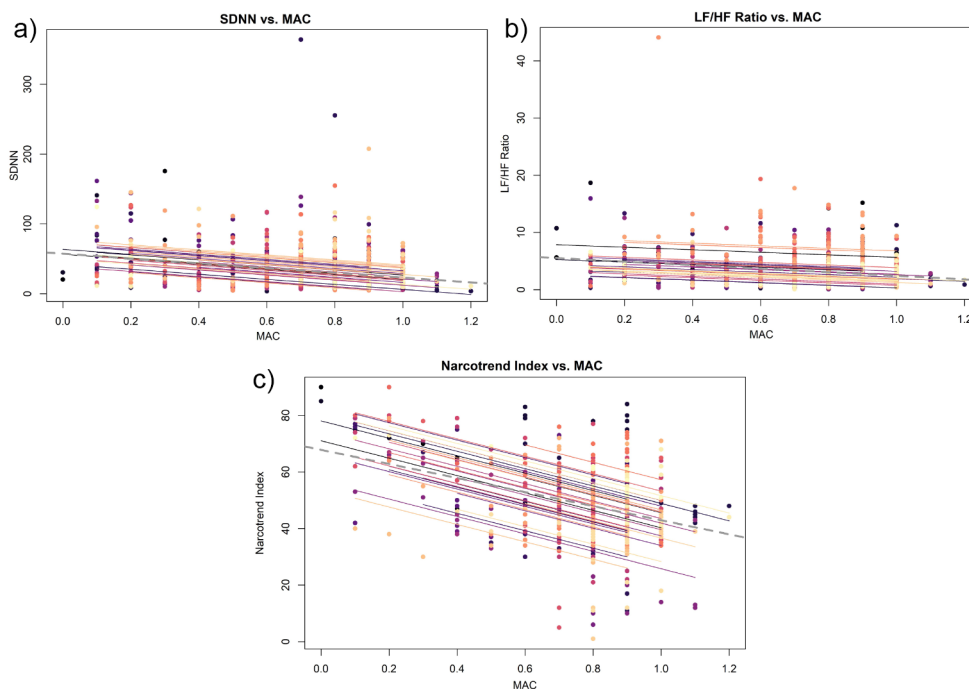 a)
SDNN vs. MAC
SDNN
300
200
100
0
0.0 0.2 0.4 0.6 0.8 1.0 1.2
MAC
b)
LF/HF Ratio vs. MAC
LF/HF Ratio
40
30
20
10
0
0.0 0.2 0.4 0.6 0.8 1.0 1.2
MAC
c)
Narcotrend Index vs. MAC
Narcotrend Index
80
60
40
20
0
0.0 0.2 0.4 0.6 0.8 1.0 1.2
MAC